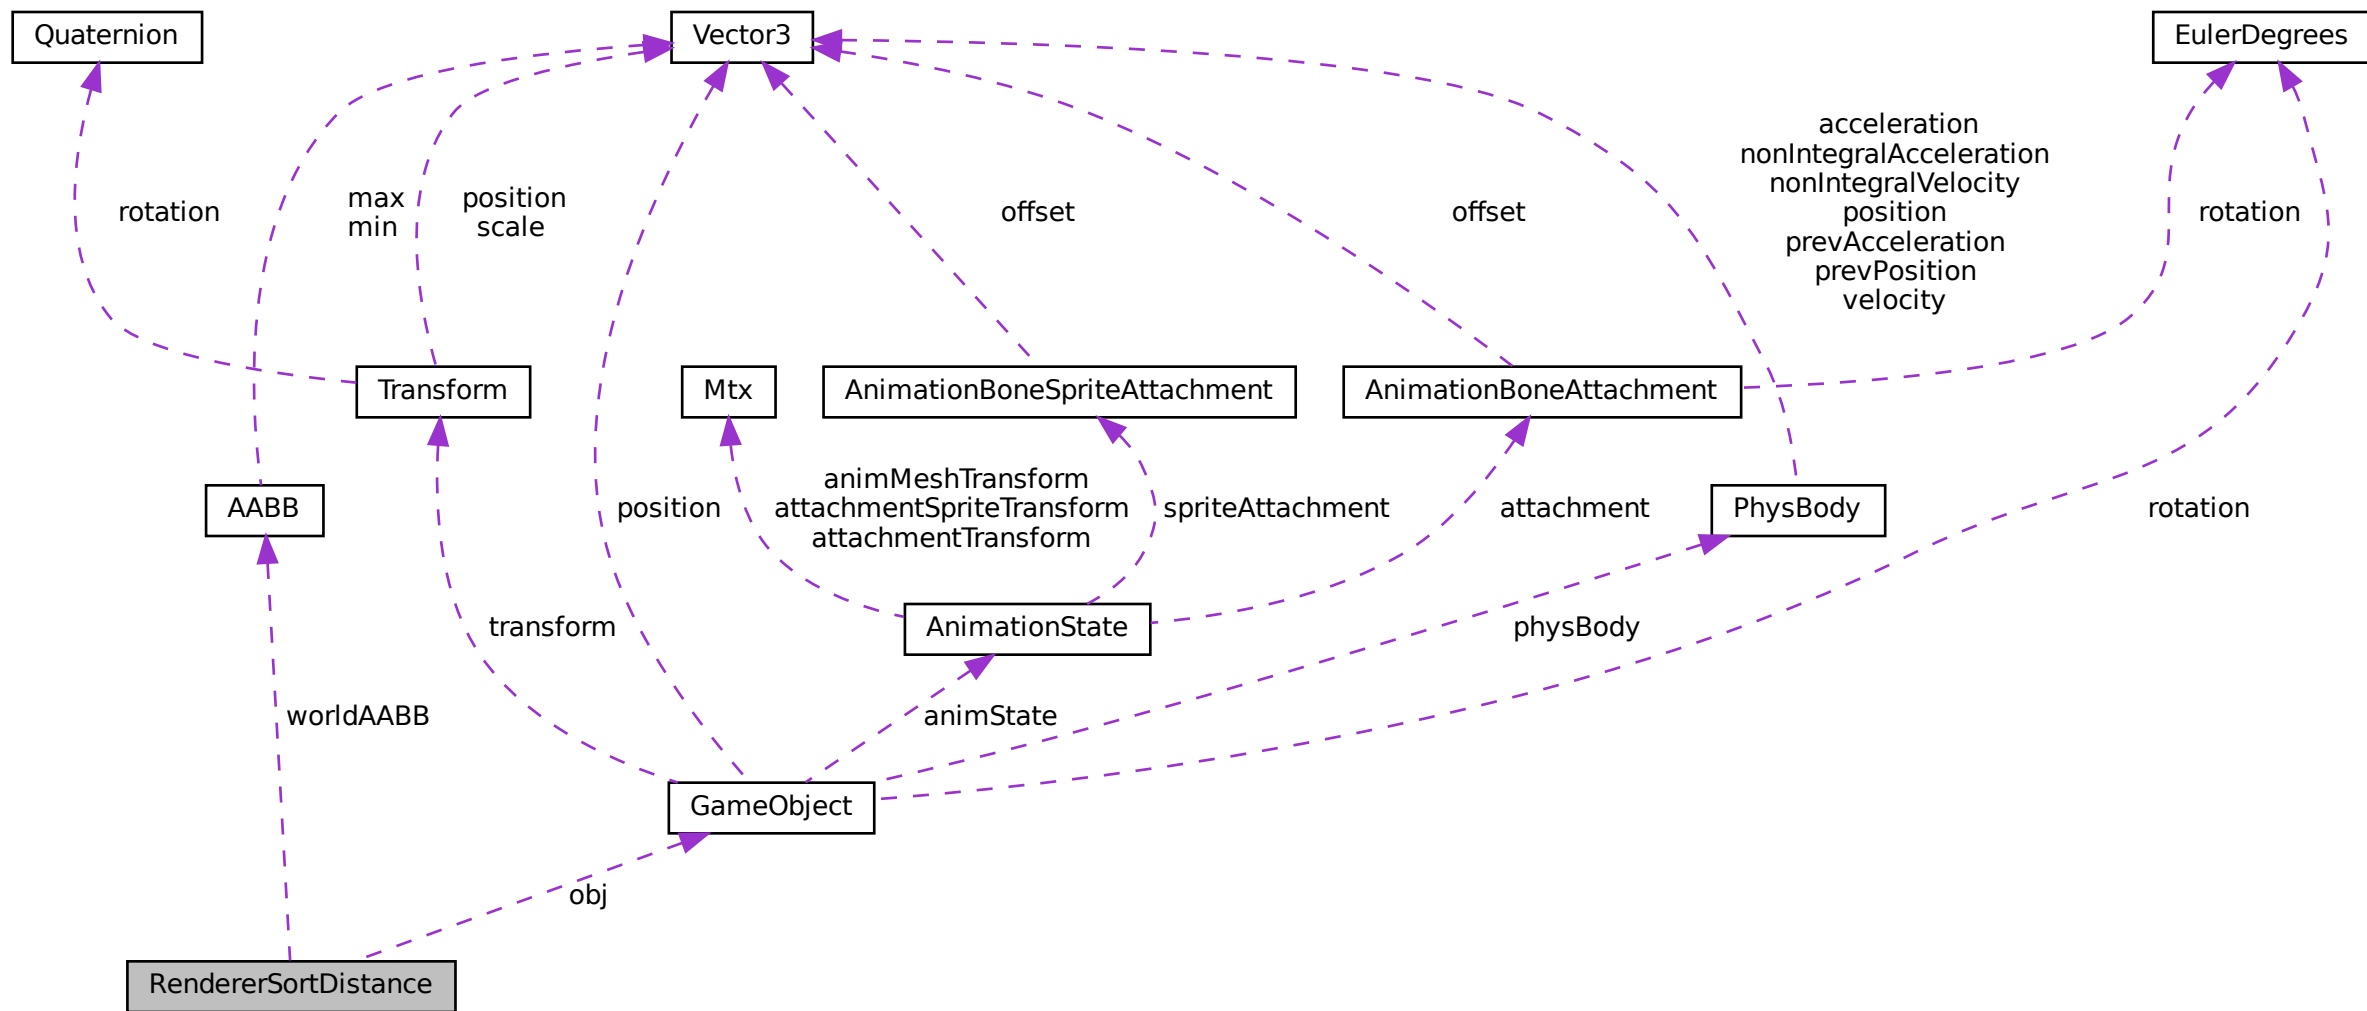 Quaternion
Vector3
EulerDegrees
acceleration
nonIntegralAcceleration
nonIntegralVelocity
position
prevAcceleration
prevPosition
velocity
rotation
max
min
position
scale
offset
offset
rotation
Transform
Mtx
AnimationBoneSpriteAttachment
AnimationBoneAttachment
AABB
position
animMeshTransform
attachmentSpriteTransform
attachmentTransform
spriteAttachment
attachment
PhysBody
rotation
transform
AnimationState
physBody
worldAABB
animState
GameObject
obj
RendererSortDistance